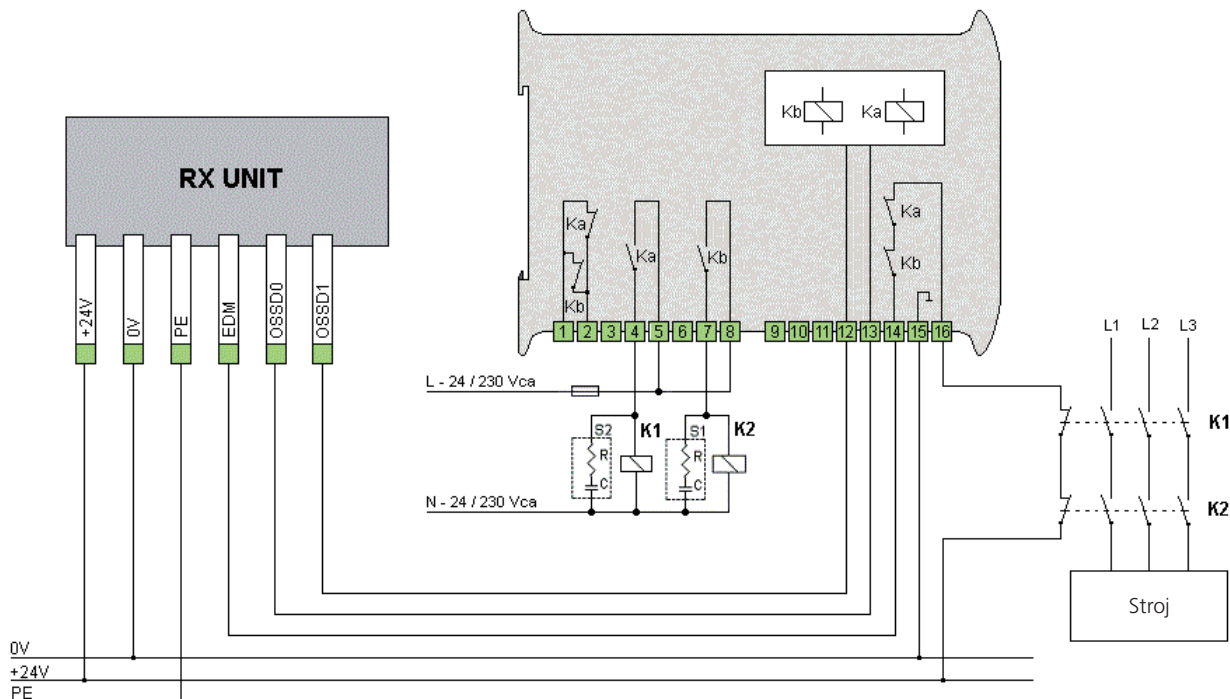 RX UNIT
+24V
0V
PE
EDM
OSSD0
OSSD1
Kb
Ka
Ka
Kb
Ka
Kb
Ka
Kb
1 2 3 4 5 6 7 8 9 10 11 12 13 14 15 16
L - 24 / 230 Vca
S2
R
C
K1
S1
R
C
K2
N - 24 / 230 Vca
L1 L2 L3
K1
K2
Stroj
0V
+24V
PE